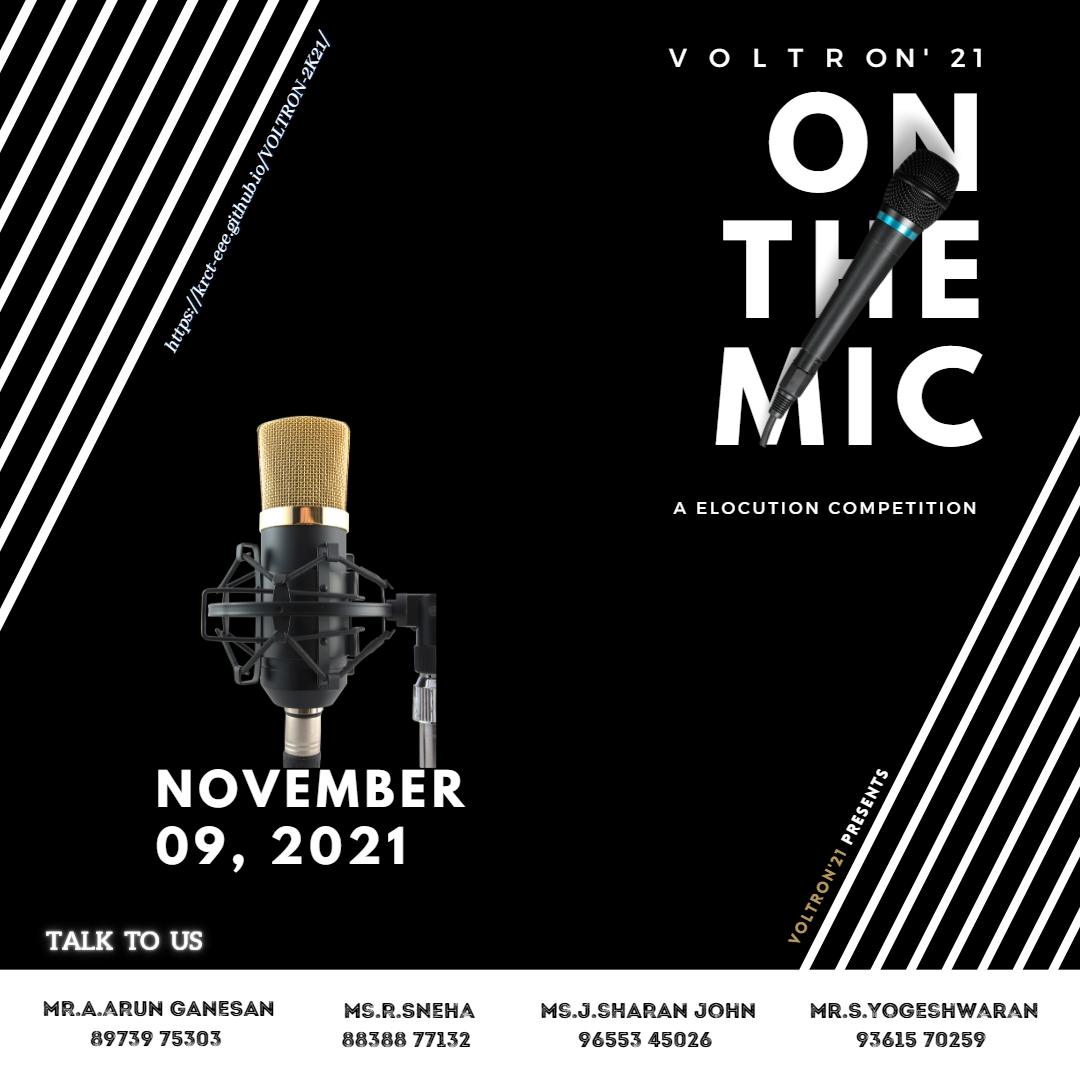 VOLTRON' 21
ON
THE
MIC
A ELOCUTION COMPETITION
https://krct-eee.github.io/VOLTRON-2K21/
NOVEMBER
09, 2021
VOLTRON'21 PRESENTS
TALK TO US
MR.A.ARUN GANESAN
89739 75303
MS.R.SNEHA
88388 77132
MS.J.SHARAN JOHN
96553 45026
MR.S.YOGESHWARAN
93615 70259